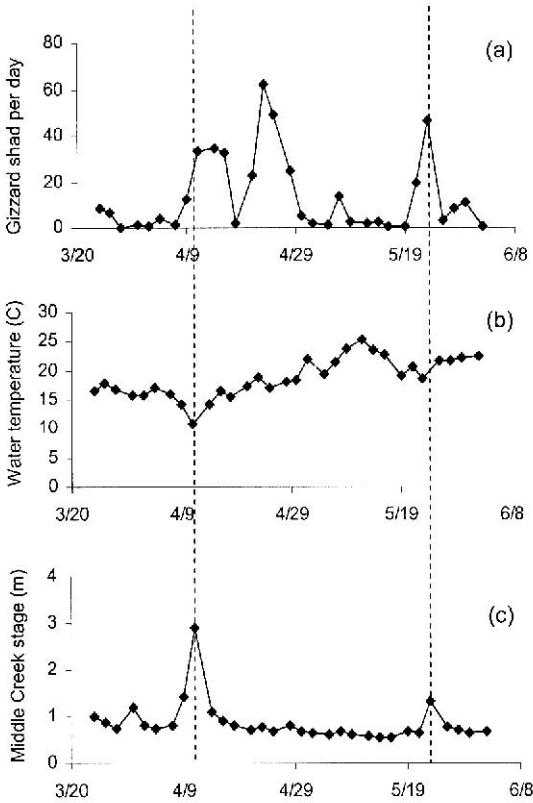 (a)
Gizzard shad per day
80
60
40
20
0
3/20 4/9 4/29 5/19 6/8
(b)
Water temperature (C)
30
25
20
15
10
5
0
3/20 4/9 4/29 5/19 6/8
(c)
Middle Creek stage (m)
4
3
2
1
0
3/20 4/9 4/29 5/19 6/8